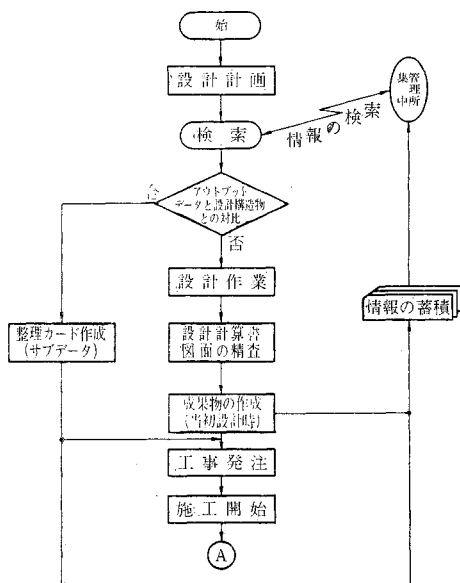 始
設計計画
検索
情報の検索
集中
管理所
合
アウトプット
データと設計構造物
との対比
否
設計作業
整理カード作成
(サブデータ)
設計計算書
図面の精査
情報の蓄積
成果物の作成
(当初設計時)
工事発注
施工開始
A